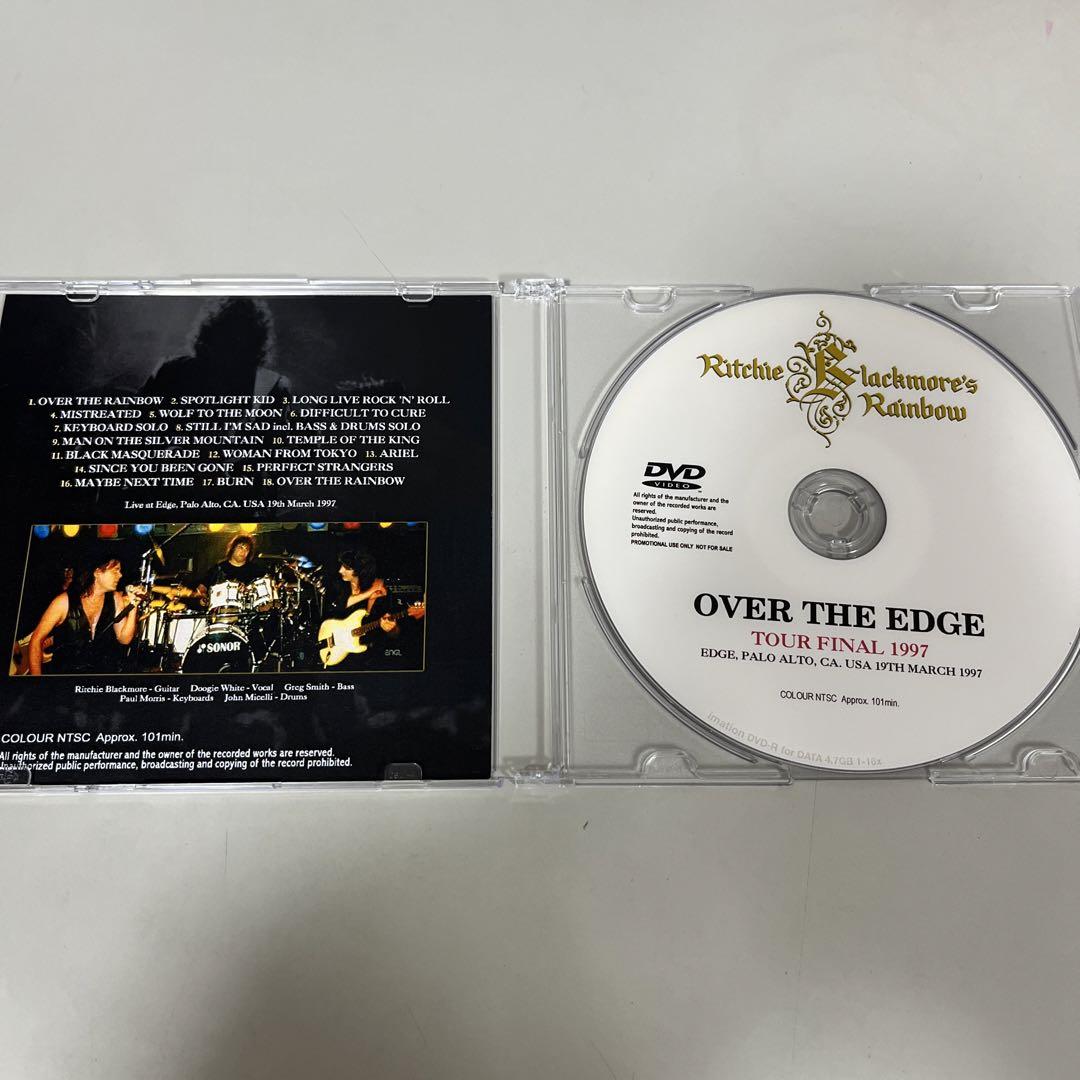 1. OVER THE RAINBOW 2. SPOTLIGHT KID 3. LONG LIVE ROCK 'N' ROLL
4. MISTREATED 5. WOLF TO THE MOON 6. DIFFICULT TO CURE
7. KEYBOARD SOLO 8. STILL I'M SAD incl. BASS & DRUMS SOLO
9. MAN ON THE SILVER MOUNTAIN 10. TEMPLE OF THE KING
11. BLACK MASQUERADE 12. WOMAN FROM TOKYO 13. ARIEL
14. SINCE YOU BEEN GONE 15. PERFECT STRANGERS
16. MAYBE NEXT TIME 17. BURN 18. OVER THE RAINBOW
Live at Edge, Palo Alto, CA. USA 19th March 1997
SONOR
ENGL
Ritchie Blackmore - Guitar Doogie White - Vocal Greg Smith - Bass
Paul Morris - Keyboards John Micelli - Drums
COLOUR NTSC Approx. 101min.
All rights of the manufacturer and the owner of the recorded works are reserved.
Unauthorized public performance, broadcasting and copying of the record prohibited.
Ritchie Blackmore's
Rainbow
DVD
VIDEO
All rights of the manufacturer and the
owner of the recorded works are
reserved.
Unauthorized public performance,
broadcasting and copying of the record
prohibited.
PROMOTIONAL USE ONLY NOT FOR SALE
OVER THE EDGE
TOUR FINAL 1997
EDGE, PALO ALTO, CA. USA 19TH MARCH 1997
COLOUR NTSC Approx. 101min.
imation DVD-R for DATA 4.7GB 1-16x